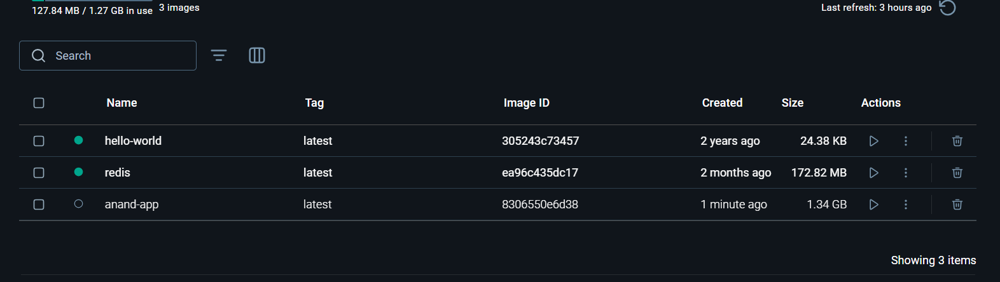 127.84 MB / 1.27 GB in use 3 images Last refresh: 3 hours ago
Search
Name Tag Image ID Created Size Actions
hello-world latest 305243c73457 2 years ago 24.38 KB
redis latest ea96c435dc17 2 months ago 172.82 MB
anand-app latest 8306550e6d38 1 minute ago 1.34 GB
Showing 3 items